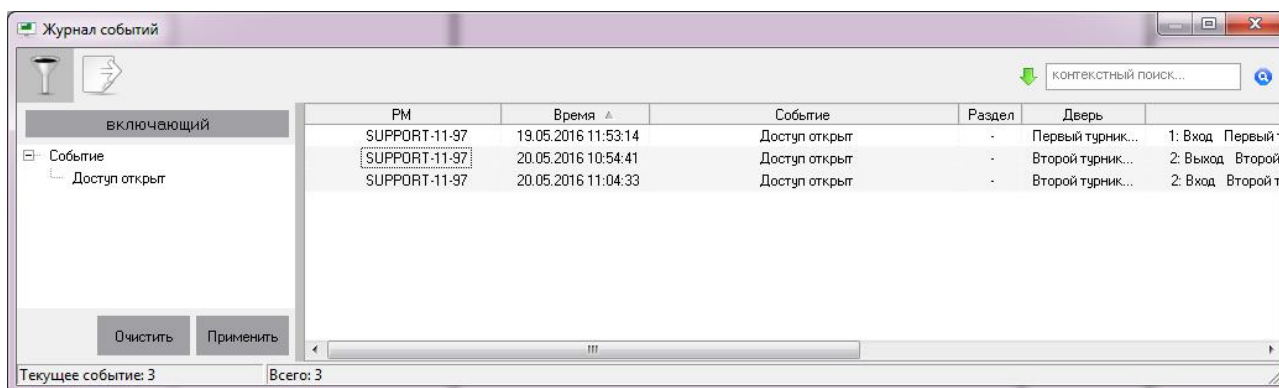 Журнал событий
контекстный поиск...
включающий
Событие
Доступ открыт
РМ Время Событие Раздел Дверь
SUPPORT-11-97 19.05.2016 11:53:14 Доступ открыт - Первый турник... 1: Вход Первый
SUPPORT-11-97 20.05.2016 10:54:41 Доступ открыт - Второй турник... 2: Выход Второй
SUPPORT-11-97 20.05.2016 11:04:33 Доступ открыт - Второй турник... 2: Вход Второй т
Очистить Применить
Текущее событие: 3 Всего: 3